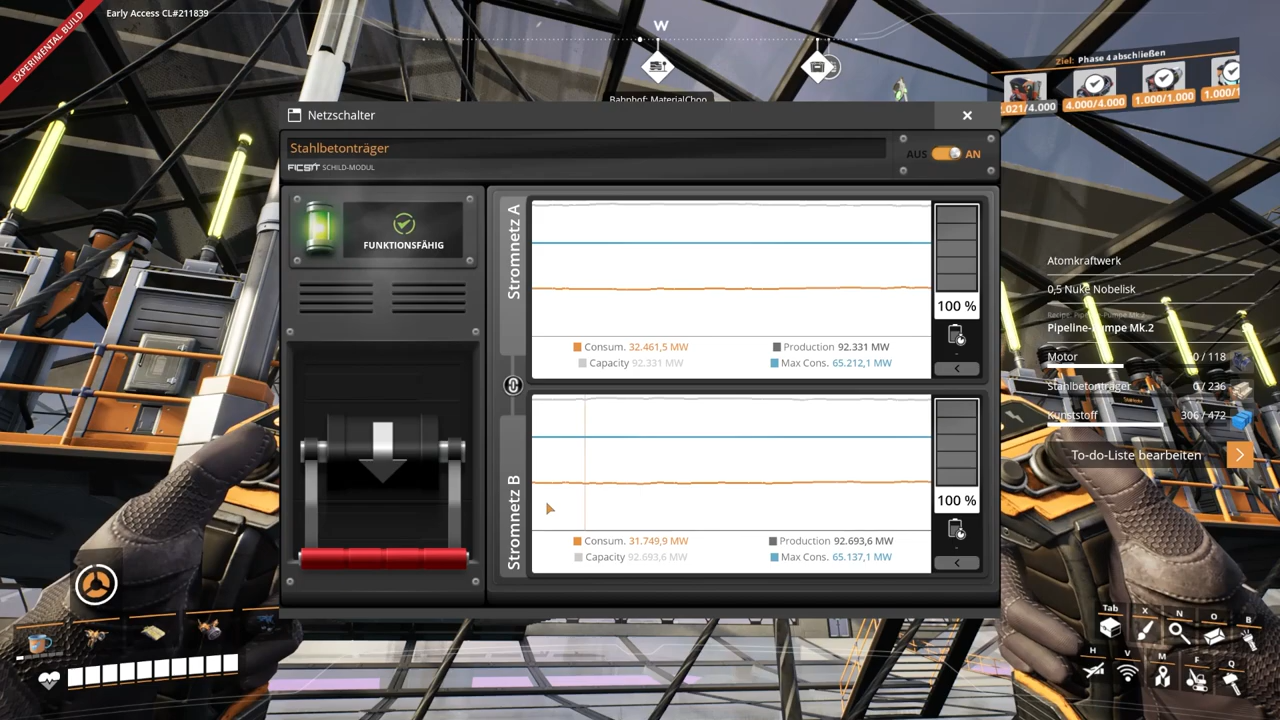 Early Access CL#211839
EXPERIMENTAL BUILD
W
Bahnhof: MaterialChoo
Ziel: Phase 4 abschließen
.021/4.000
4.000/4.000
1.000/1.000
1.000/1
Netzschalter
Stahlbetonträger
AUS
AN
FICSIT SCHILD-MODUL
FUNKTIONSFÄHIG
Stromnetz A
100 %
Consum. 32.461,5 MW
Production 92.331 MW
Capacity 92.331 MW
Max Cons. 65.212,1 MW
Stromnetz B
100 %
Consum. 31.749,9 MW
Production 92.693,6 MW
Capacity 92.693,6 MW
Max Cons. 65.137,1 MW
Atomkraftwerk
0,5 Nuke Nobelisk
Recipe: Pipeline-Pumpe Mk.2
Pipeline-Pumpe Mk.2
Motor
0 / 118
Stahlbetonträger
0 / 236
Kunststoff
306 / 472
To-do-Liste bearbeiten
Tab
X
N
O
B
H
V
M
F
Q